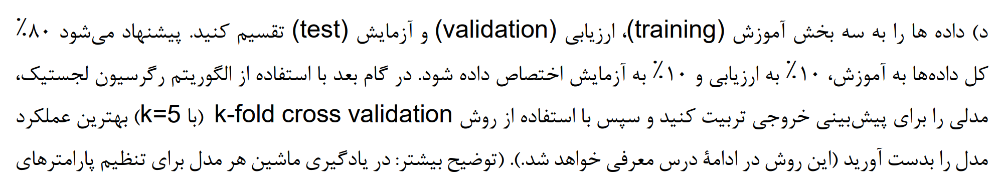 د) داده ها را به سه بخش آموزش (training)، ارزیابی (validation) و آزمایش (test) تقسیم کنید. پیشنهاد می‌شود ۸۰٪
کل داده‌ها به آموزش، ۱۰٪ به ارزیابی و ۱۰٪ به آزمایش اختصاص داده شود. در گام بعد با استفاده از الگوریتم رگرسیون لجستیک،
مدلی را برای پیش‌بینی خروجی تربیت کنید و سپس با استفاده از روش k-fold cross validation (با k=5) بهترین عملکرد
مدل را بدست آورید (این روش در ادامهٔ درس معرفی خواهد شد.). (توضیح بیشتر: در یادگیری ماشین هر مدل برای تنظیم پارامترهای